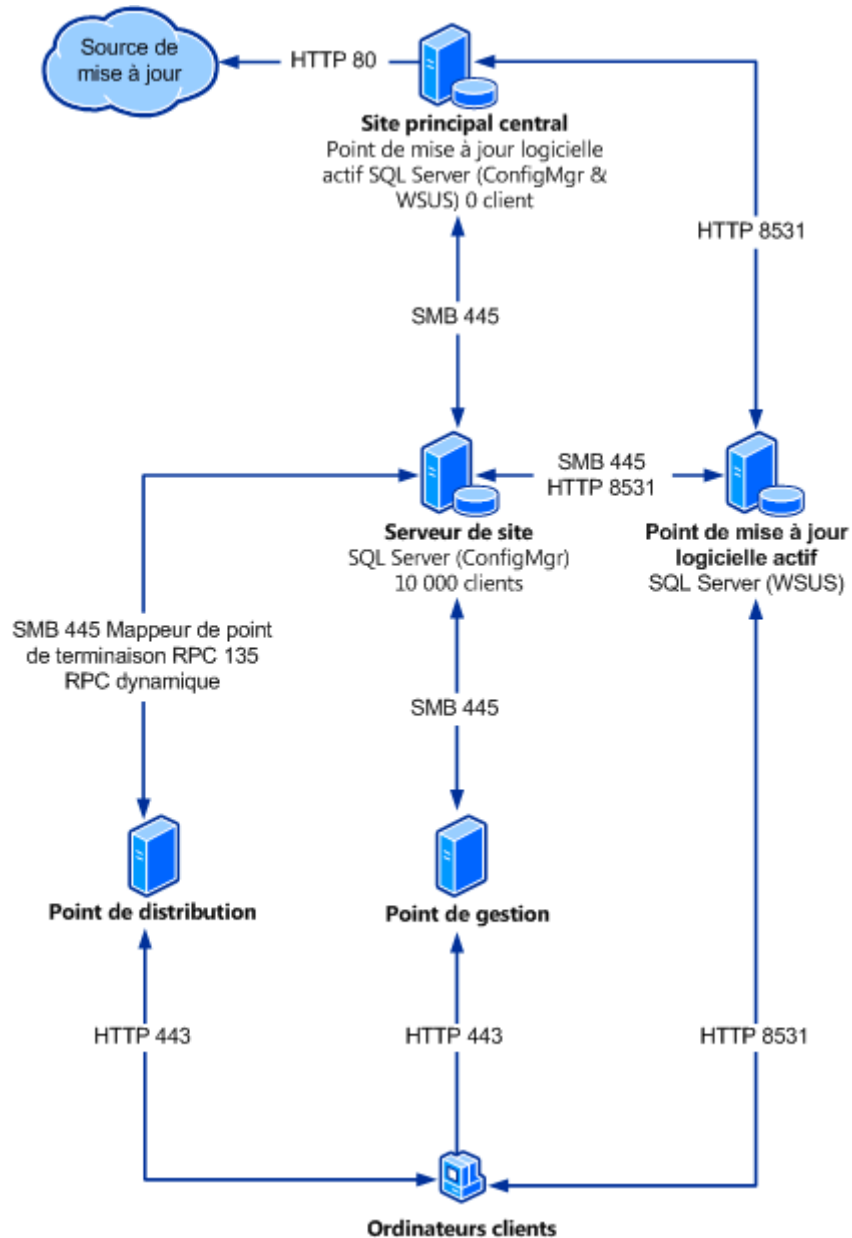 Source de
mise à jour
HTTP 80
Site principal central
Point de mise à jour logicielle
actif SQL Server (ConfigMgr &
WSUS) 0 client
HTTP 8531
SMB 445
SMB 445
HTTP 8531
Serveur de site
SQL Server (ConfigMgr)
10 000 clients
Point de mise à jour
logicielle actif
SQL Server (WSUS)
SMB 445 Mappeur de point
de terminaison RPC 135
RPC dynamique
SMB 445
Point de distribution
Point de gestion
HTTP 443
HTTP 443
HTTP 8531
Ordinateurs clients